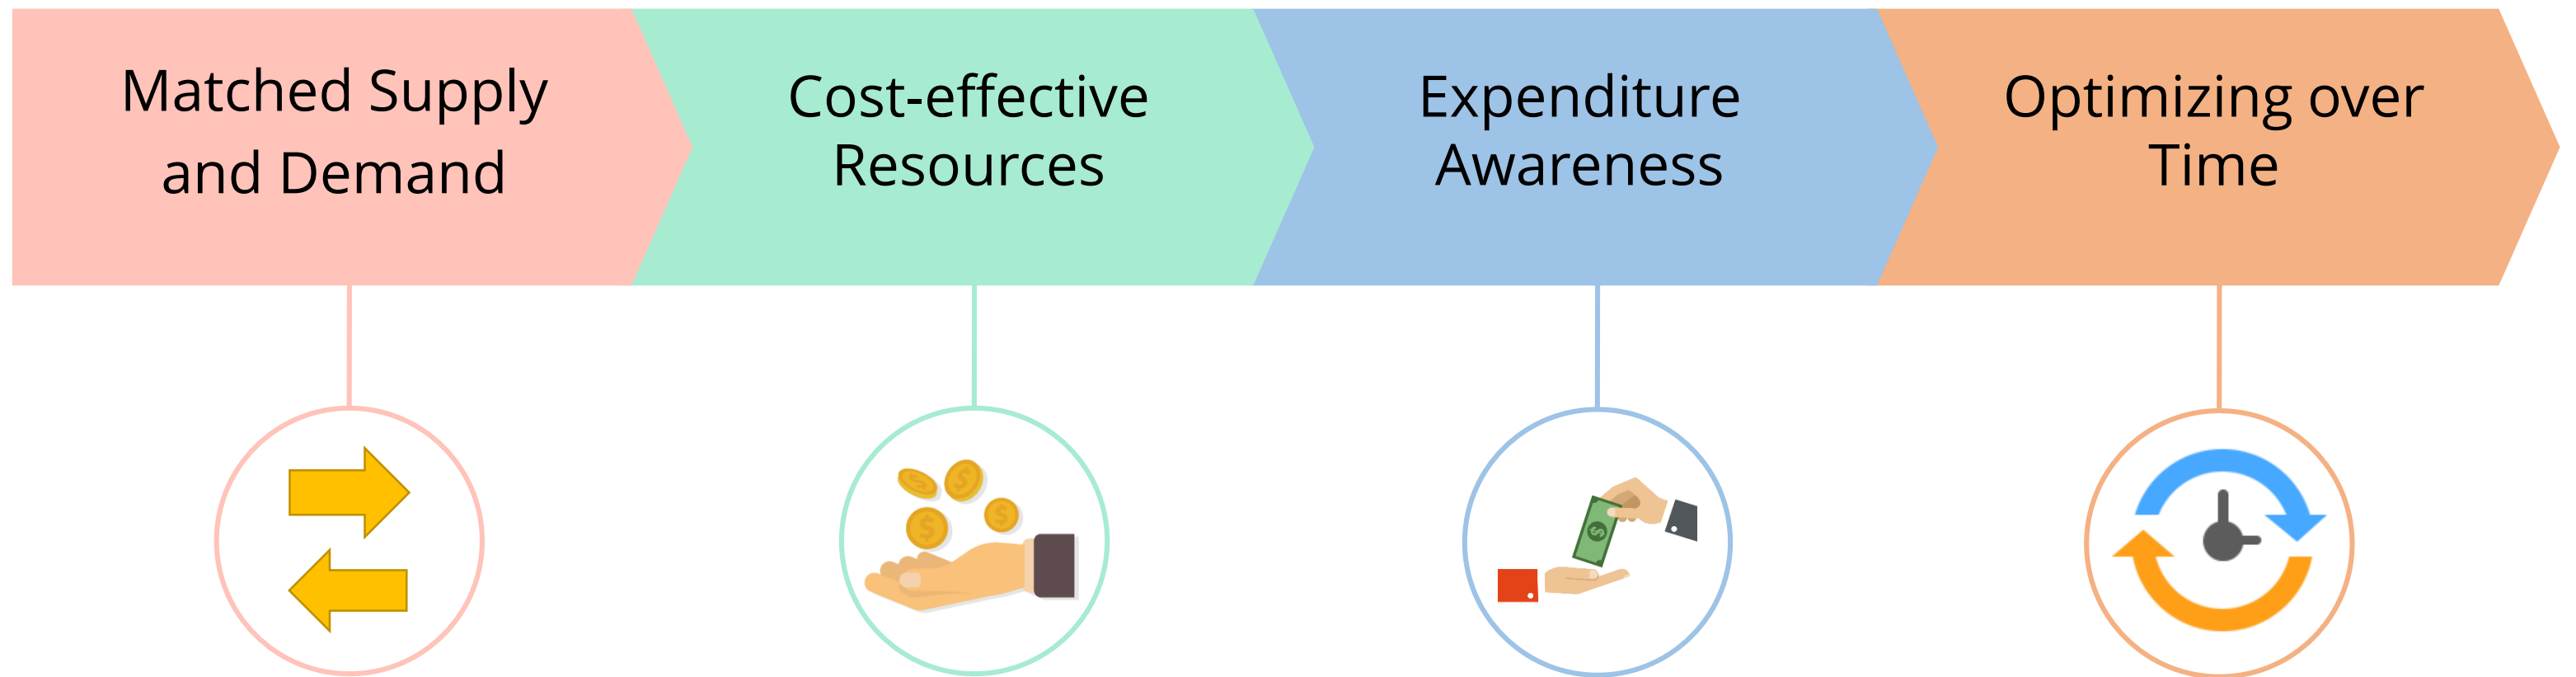 Matched Supply
and Demand
Cost-effective
Resources
Expenditure
Awareness
Optimizing over
Time